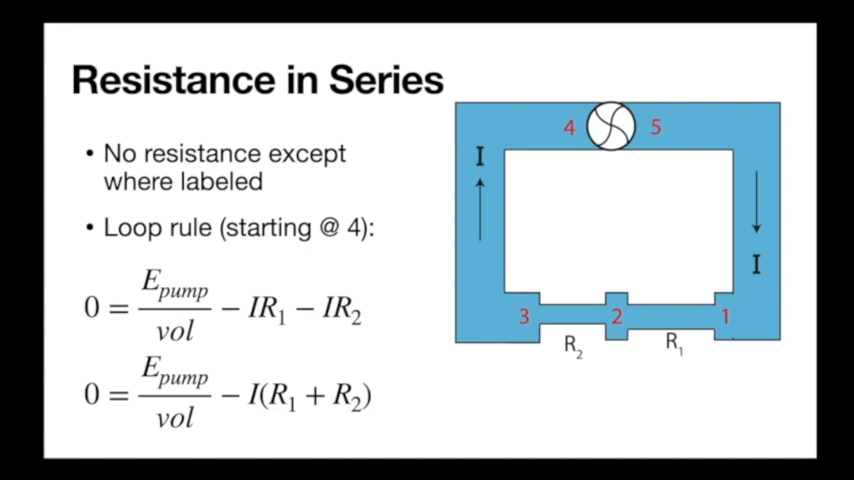 Resistance in Series
• No resistance except
where labeled
• Loop rule (starting @ 4):
0 = E_pump/vol − IR₁ − IR₂
0 = E_pump/vol − I(R₁ + R₂)
4
5
I
I
3
2
1
R₂
R₁